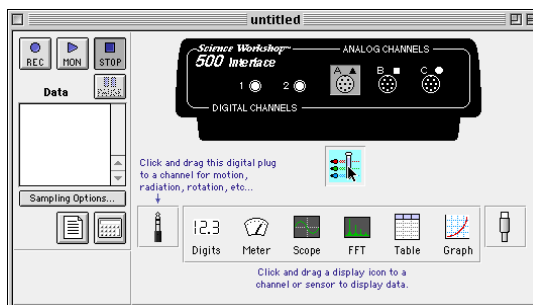 untitled
REC MON STOP
PAUSE
Data
Sampling Options...
Science Workshop™
500 Interface
ANALOG CHANNELS
A B C
1 2
DIGITAL CHANNELS
Click and drag this digital plug
to a channel for motion,
radiation, rotation, etc...
12.3
Digits Meter Scope FFT Table Graph
Click and drag a display icon to a
channel or sensor to display data.